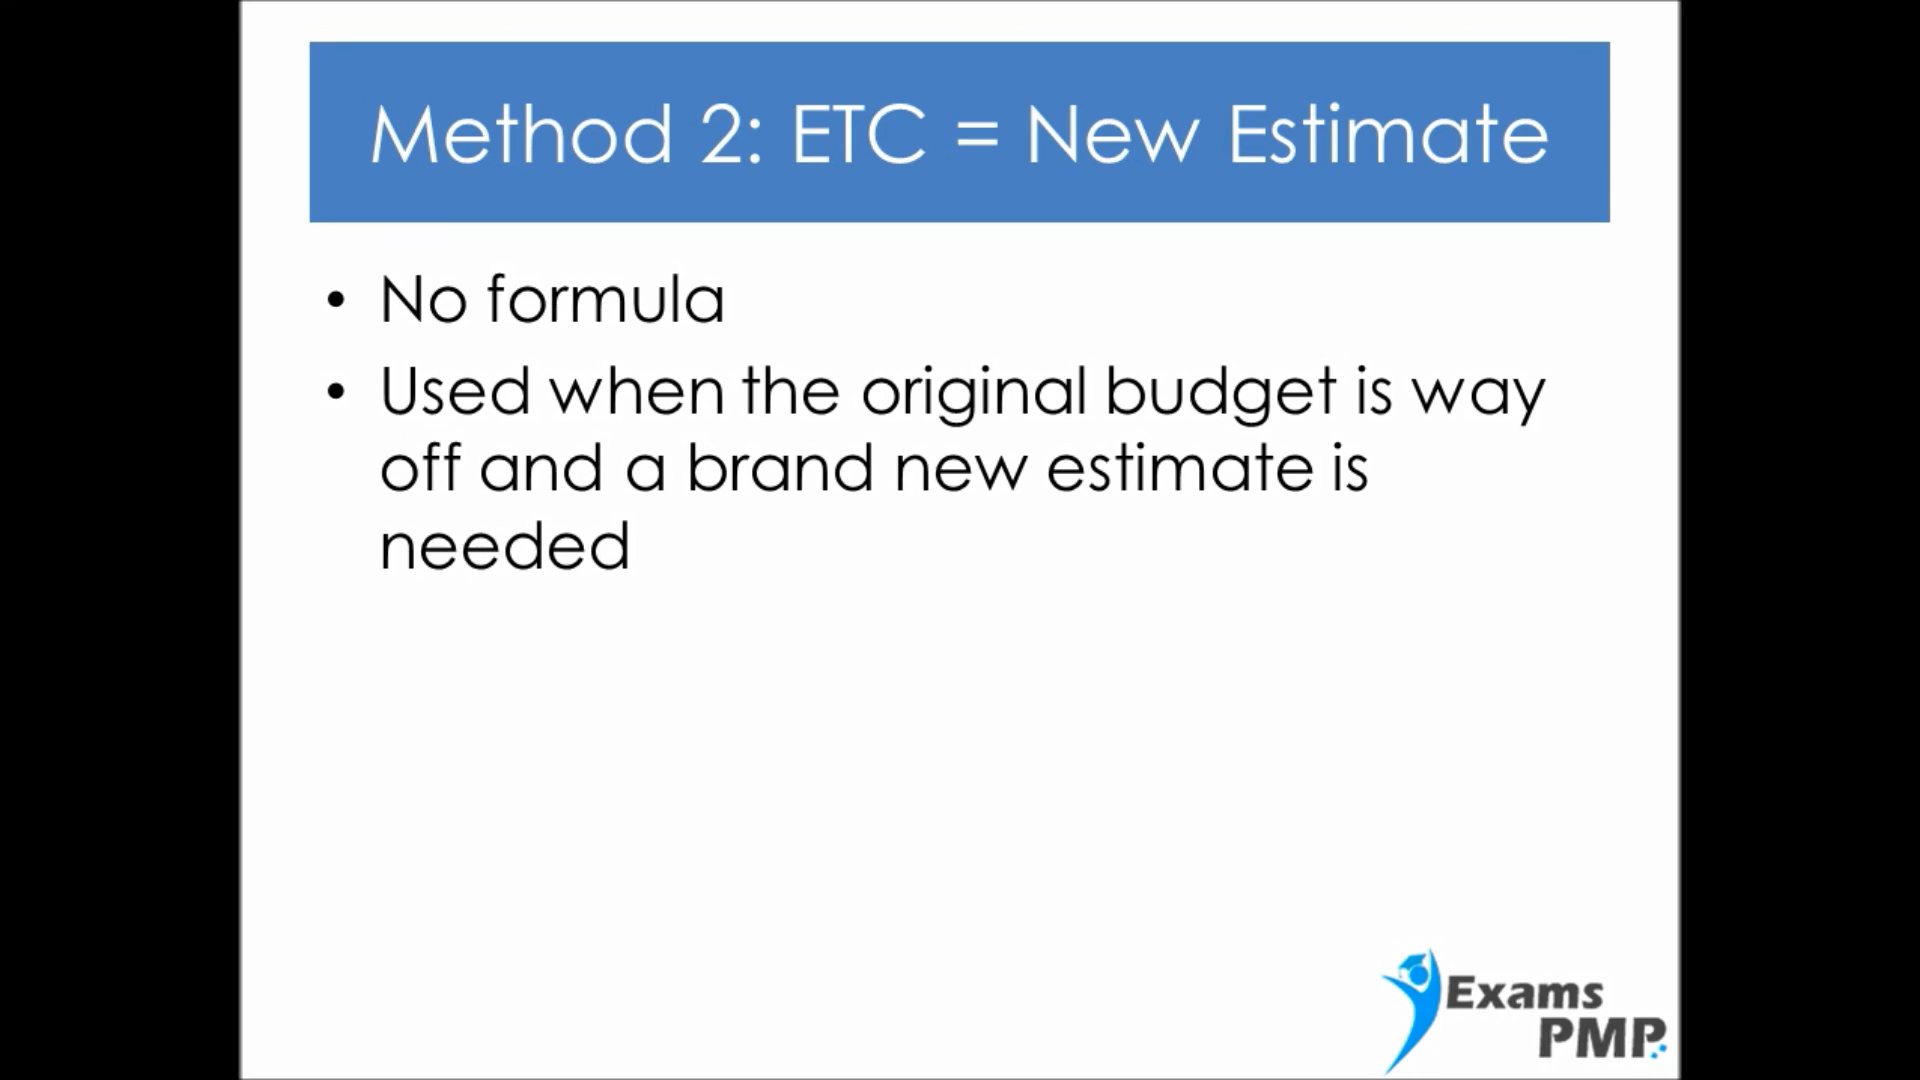 Method 2: ETC = New Estimate
• No formula
• Used when the original budget is way
off and a brand new estimate is
needed
Exams
PMP